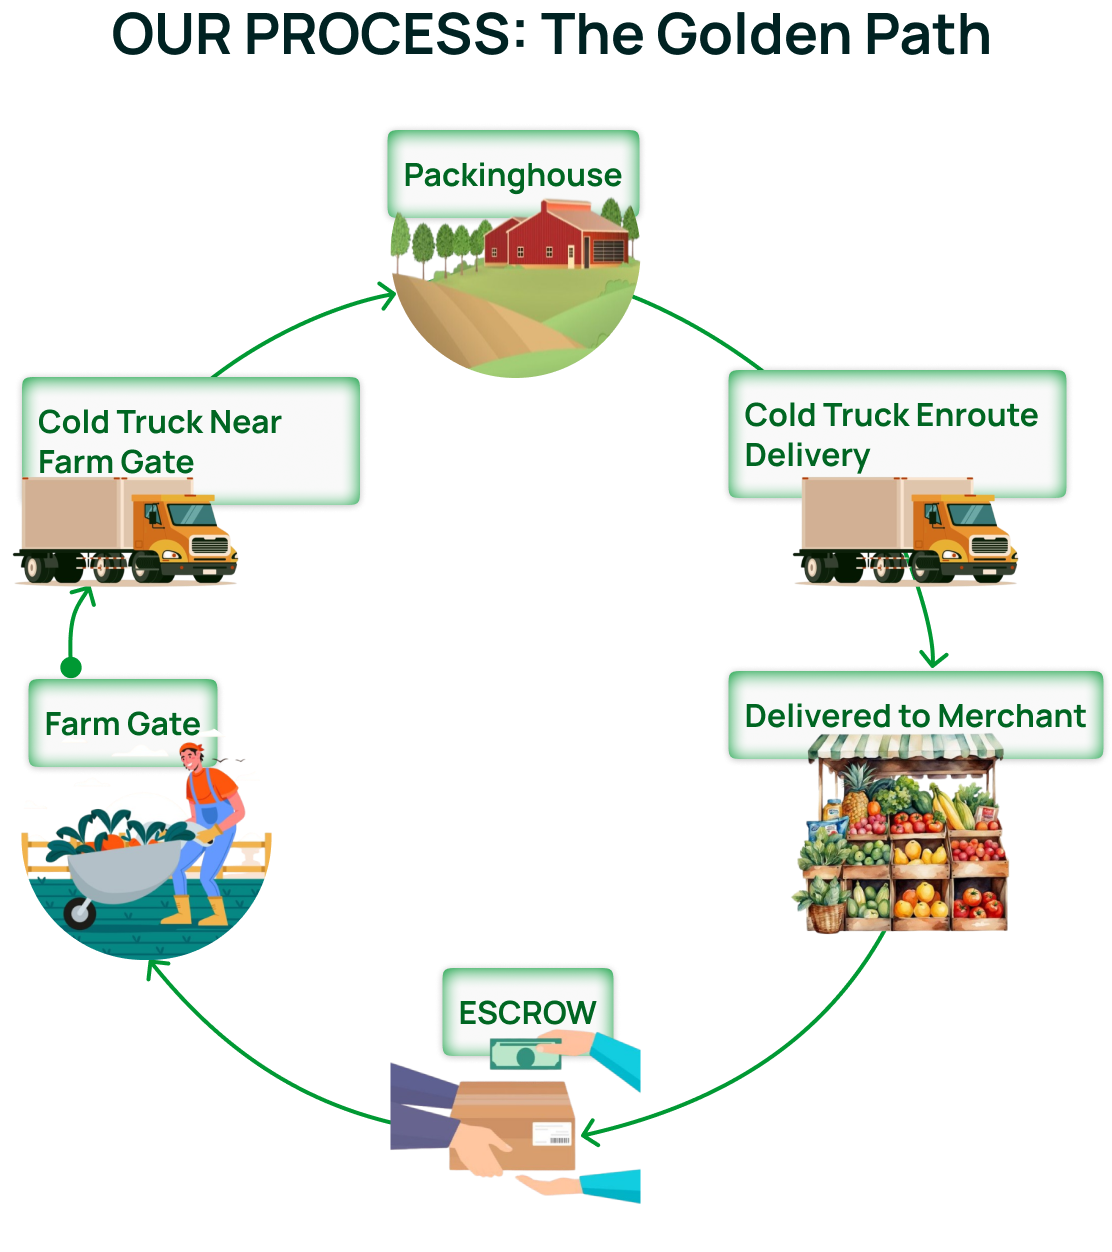 OUR PROCESS: The Golden Path
Packinghouse
Cold Truck Near
Farm Gate
Cold Truck Enroute
Delivery
Farm Gate
Delivered to Merchant
ESCROW